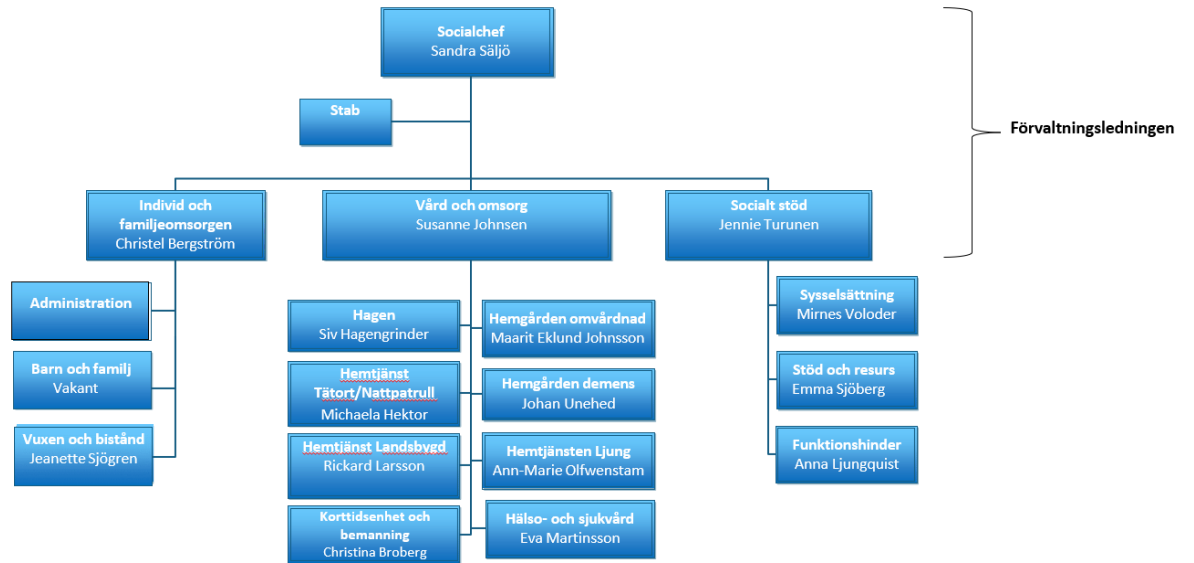 Socialchef
Sandra Säljö
Stab
Förvaltningsledningen
Individ och
familjeomsorgen
Christel Bergström
Vård och omsorg
Susanne Johnsen
Socialt stöd
Jennie Turunen
Administration
Barn och familj
Vakant
Vuxen och bistånd
Jeanette Sjögren
Hagen
Siv Hagengrinder
Hemtjänst
Tätort/Nattpatrull
Michaela Hektor
Hemtjänst Landsbygd
Rickard Larsson
Korttidsenhet och
bemanning
Christina Broberg
Hemgården omvårdnad
Maarit Eklund Johnsson
Hemgården demens
Johan Unehed
Hemtjänsten Ljung
Ann-Marie Olfwenstam
Hälso- och sjukvård
Eva Martinsson
Sysselsättning
Mirnes Voloder
Stöd och resurs
Emma Sjöberg
Funktionshinder
Anna Ljungquist